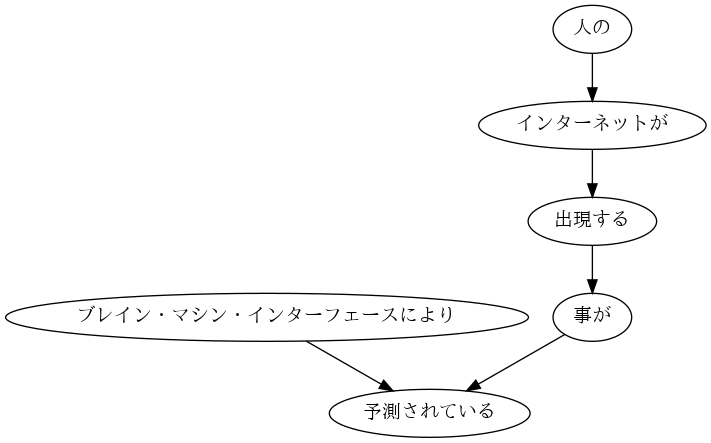 人の
インターネットが
出現する
ブレイン・マシン・インターフェースにより
事が
予測されている